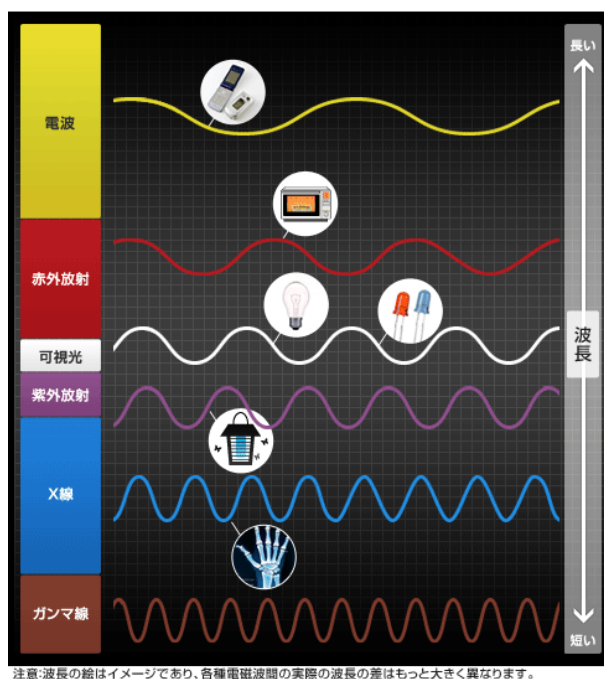 長い
電波
赤外放射
可視光
波長
紫外放射
X線
ガンマ線
短い
注意:波長の絵はイメージであり、各種電磁波間の実際の波長の差はもっと大きく異なります。